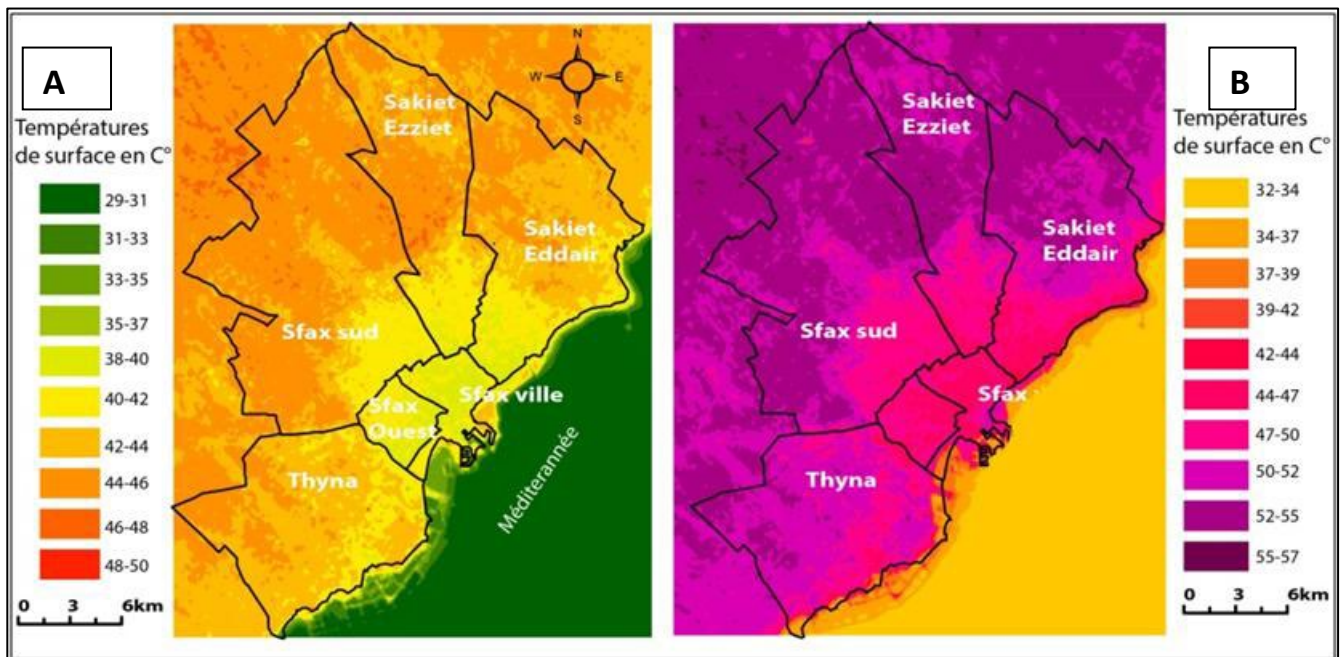 A
Températures
de surface en C°
29-31
31-33
33-35
35-37
38-40
40-42
42-44
44-46
46-48
48-50
0 3 6km
N
W E
S
Sakiet
Ezziet
Sakiet
Eddair
Sfax sud
Sfax ville
Sfax
Ouest
Thyna
Méditerannée
Sakiet
Ezziet
Sakiet
Eddair
Sfax sud
Sfax
Thyna
B
Températures
de surface en C°
32-34
34-37
37-39
39-42
42-44
44-47
47-50
50-52
52-55
55-57
0 3 6km